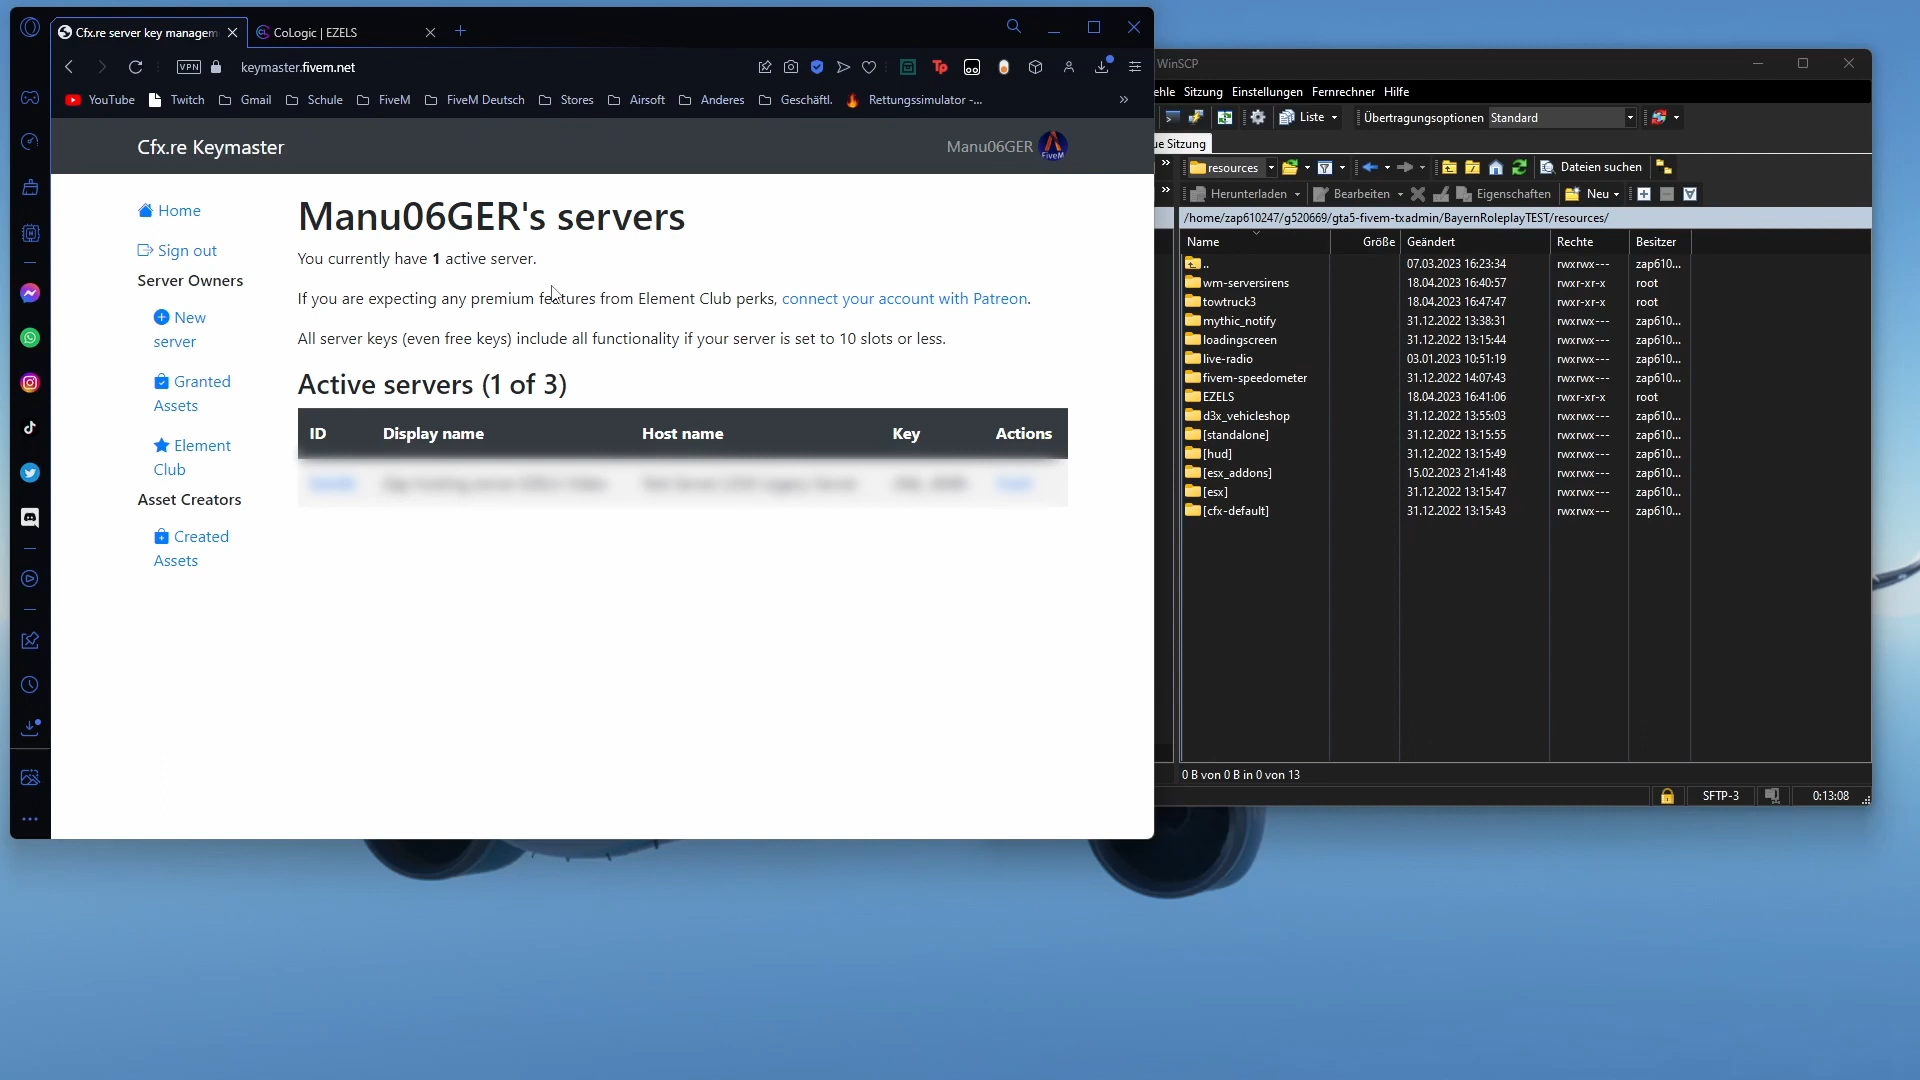 Cfx.re server key managem
CoLogic | EZELS
VPN
keymaster.fivem.net
Tp
YouTube
Twitch
Gmail
Schule
FiveM
FiveM Deutsch
Stores
Airsoft
Anderes
Geschäftl.
Rettungssimulator -...
Cfx.re Keymaster
Manu06GER
FiveM
Home
Sign out
Server Owners
New
server
Granted
Assets
Element
Club
Asset Creators
Created
Assets
Manu06GER's servers
You currently have 1 active server.
If you are expecting any premium features from Element Club perks, connect your account with Patreon.
All server keys (even free keys) include all functionality if your server is set to 10 slots or less.
Active servers (1 of 3)
ID Display name Host name Key Actions
WinSCP
ehle Sitzung Einstellungen Fernrechner Hilfe
Liste Übertragungsoptionen Standard
ue Sitzung
resources Dateien suchen
Herunterladen Bearbeiten Eigenschaften Neu
/home/zap610247/g520669/gta5-fivem-txadmin/BayernRoleplayTEST/resources/
Name Größe Geändert Rechte Besitzer
.. 07.03.2023 16:23:34 rwxrwx--- zap610...
wm-serversirens 18.04.2023 16:40:57 rwxr-xr-x root
towtruck3 18.04.2023 16:47:47 rwxr-xr-x root
mythic_notify 31.12.2022 13:38:31 rwxrwx--- zap610...
loadingscreen 31.12.2022 13:15:44 rwxrwx--- zap610...
live-radio 03.01.2023 10:51:19 rwxrwx--- zap610...
fivem-speedometer 31.12.2022 14:07:43 rwxrwx--- zap610...
EZELS 18.04.2023 16:41:06 rwxr-xr-x root
d3x_vehicleshop 31.12.2022 13:55:03 rwxrwx--- zap610...
[standalone] 31.12.2022 13:15:55 rwxrwx--- zap610...
[hud] 31.12.2022 13:15:49 rwxrwx--- zap610...
[esx_addons] 15.02.2023 21:41:48 rwxrwx--- zap610...
[esx] 31.12.2022 13:15:47 rwxrwx--- zap610...
[cfx-default] 31.12.2022 13:15:43 rwxrwx--- zap610...
0 B von 0 B in 0 von 13
SFTP-3 0:13:08